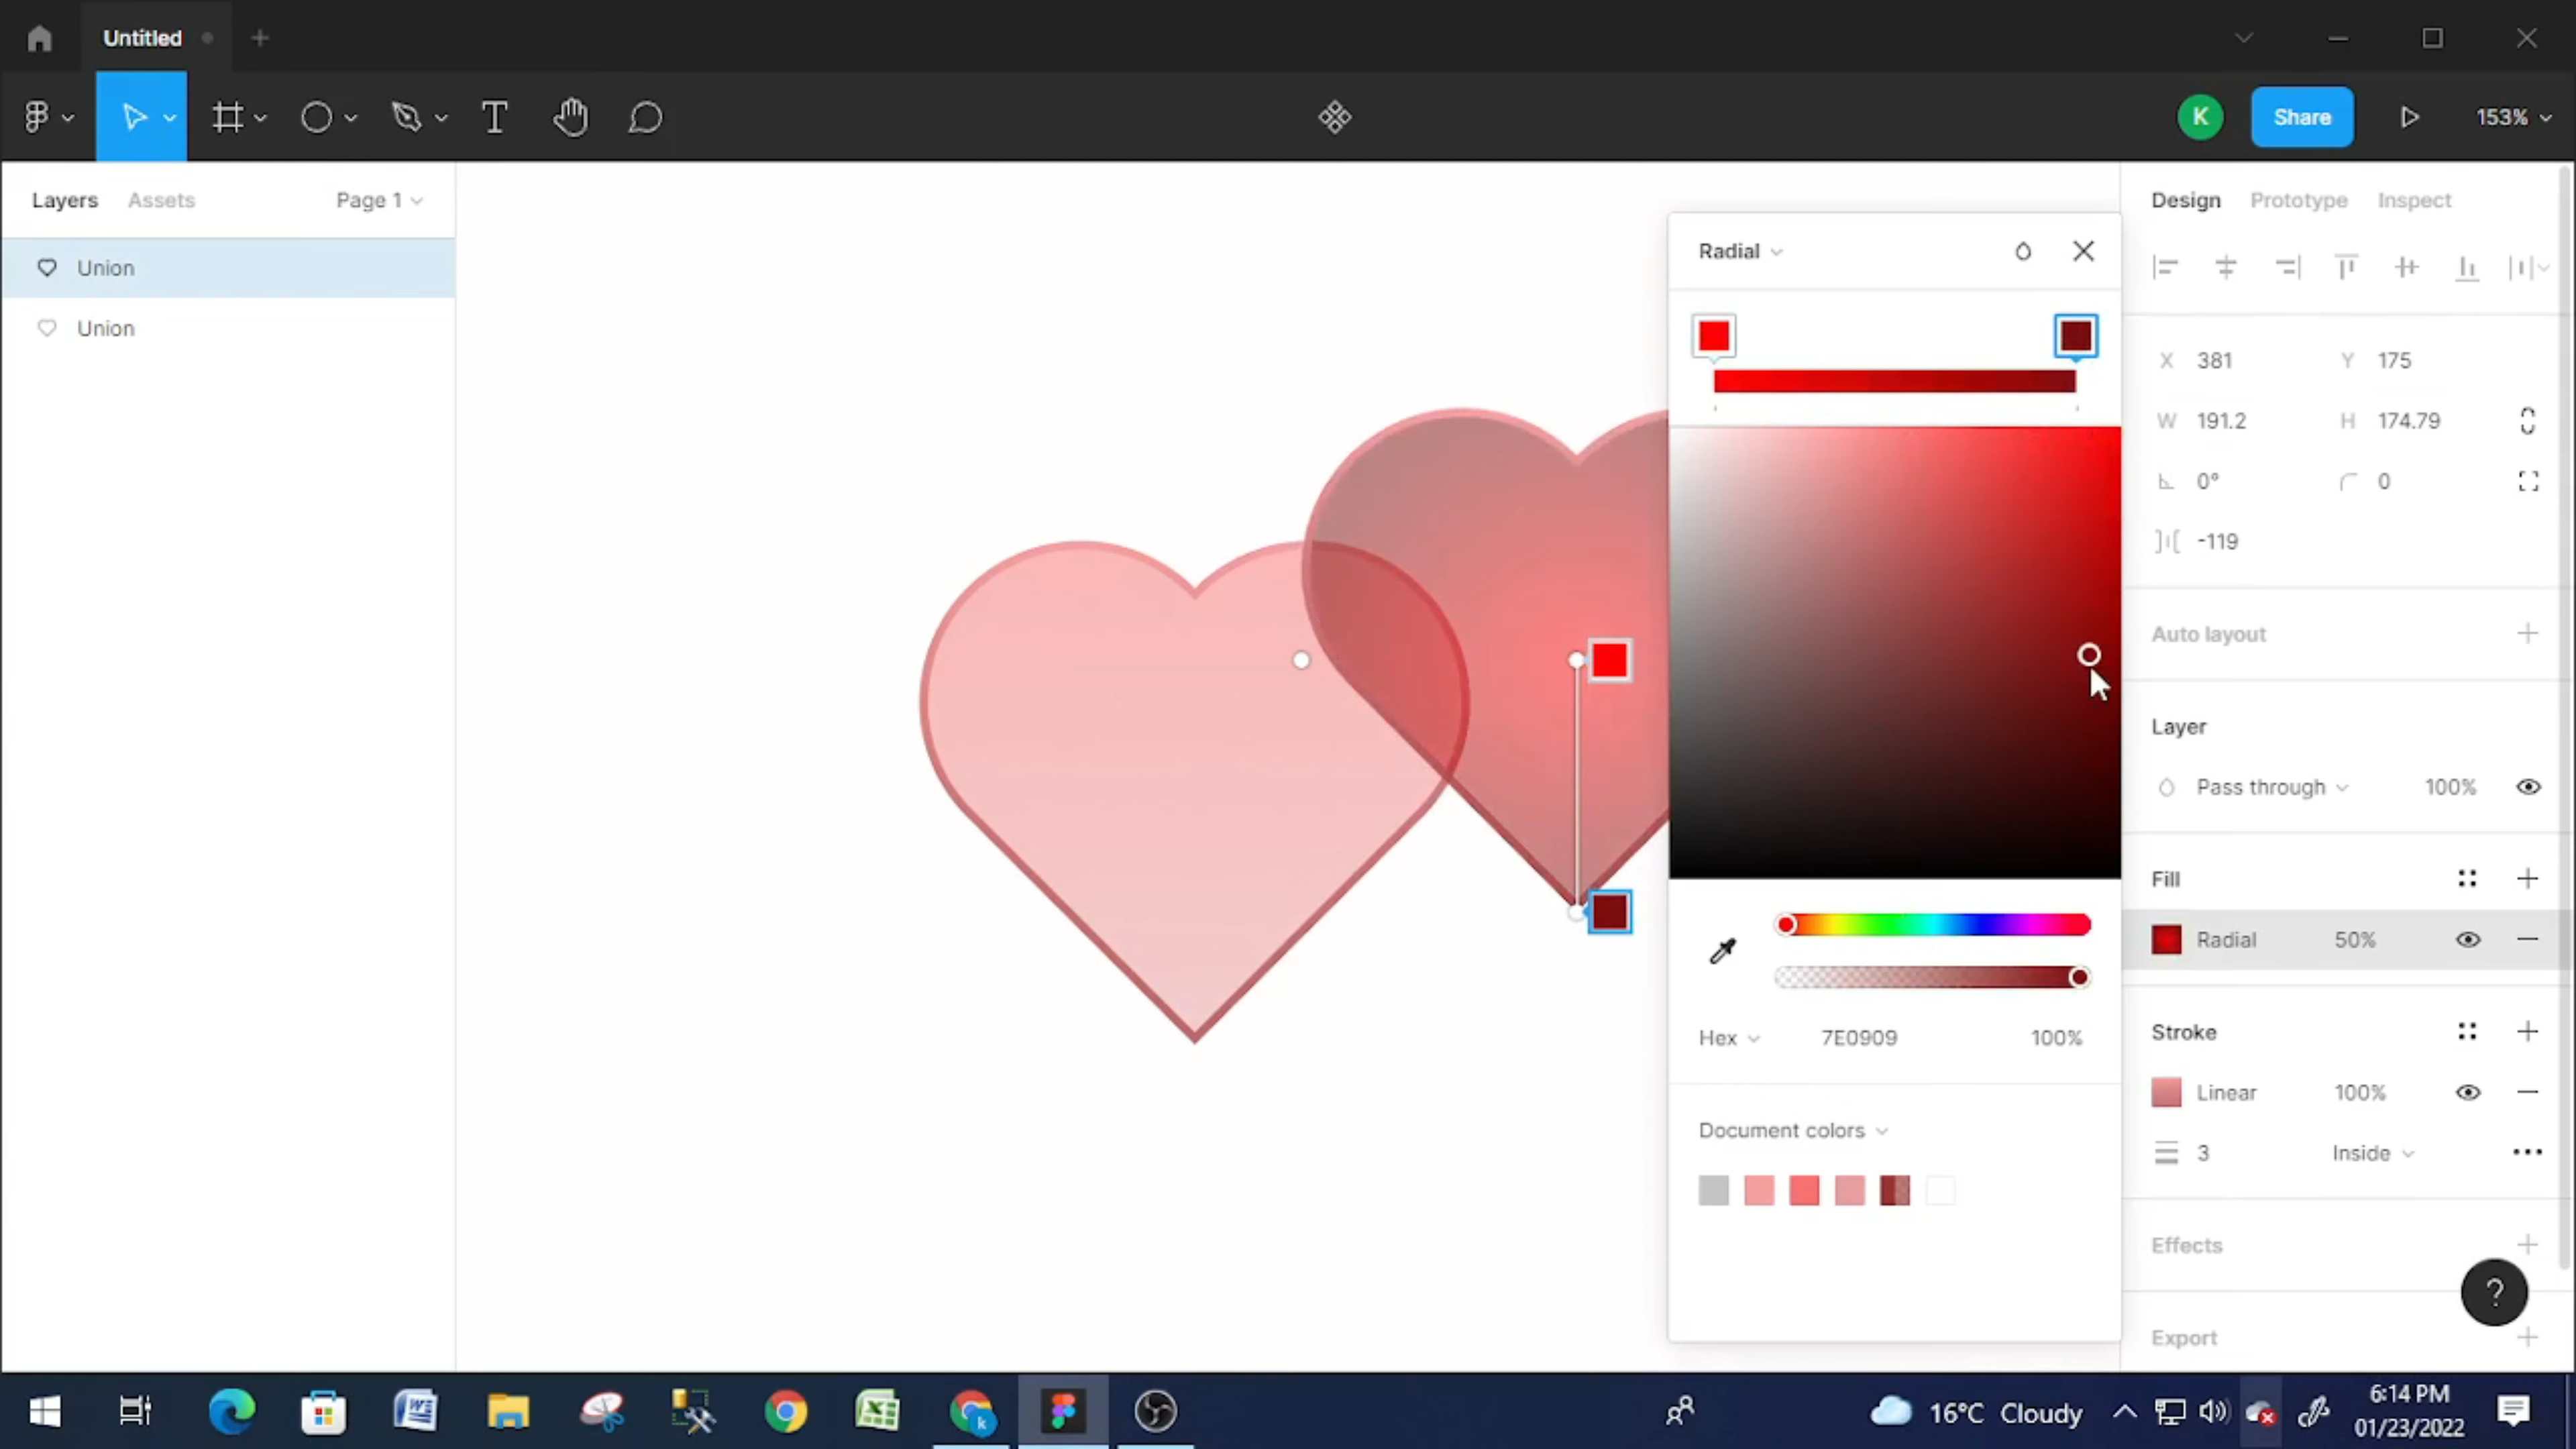 Untitled
K
Share
153%
Layers
Assets
Page 1
Union
Union
Radial
Hex
7E0909
100%
Document colors
Design
Prototype
Inspect
X 381
Y 175
W 191.2
H 174.79
0°
0
-119
Auto layout
Layer
Pass through
100%
Fill
Radial
50%
Stroke
Linear
100%
3
Inside
Effects
?
Export
k
16°C Cloudy
6:14 PM
01/23/2022